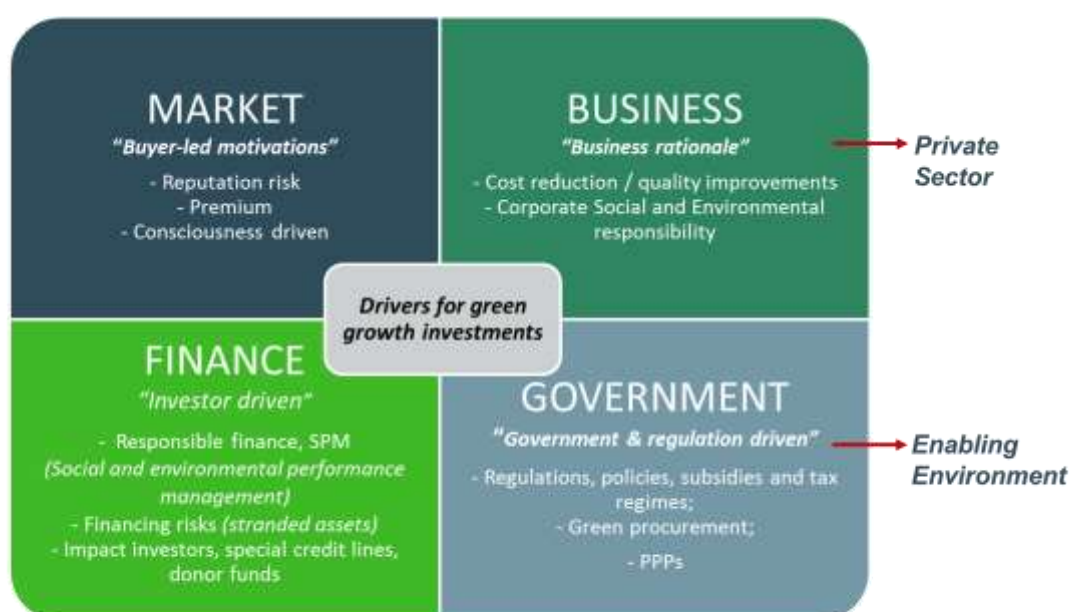 MARKET
"Buyer-led motivations"
- Reputation risk
- Premium
- Consciousness driven
BUSINESS
"Business rationale"
- Cost reduction / quality improvements
- Corporate Social and Environmental
responsibility
Private
Sector
Drivers for green
growth investments
FINANCE
"Investor driven"
- Responsible finance, SPM
(Social and environmental performance
management)
- Financing risks (stranded assets)
- Impact investors, special credit lines,
donor funds
GOVERNMENT
"Government & regulation driven"
- Regulations, policies, subsidies and tax
regimes;
- Green procurement;
- PPPs
Enabling
Environment